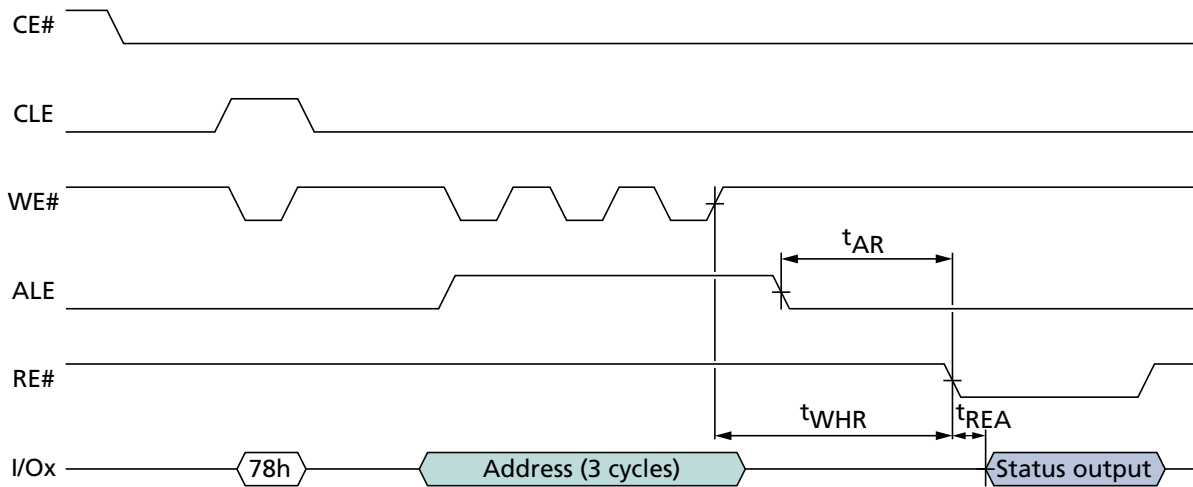 CE#
CLE
WE#
tAR
ALE
RE#
tWHR
tREA
I/Ox
78h
Address (3 cycles)
Status output